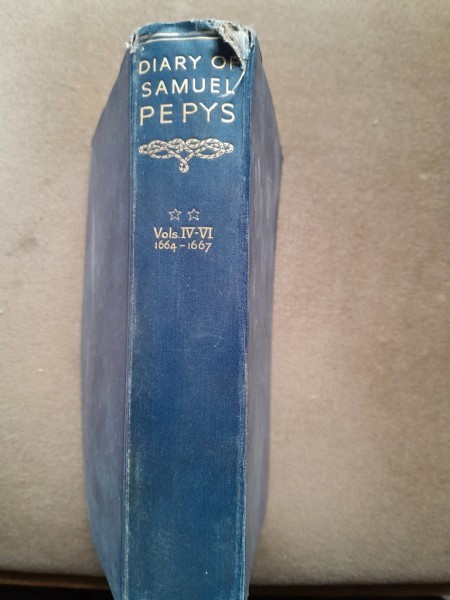 DIARY OF
SAMUEL
PEPYS
Vols. IV-VI
1664-1667